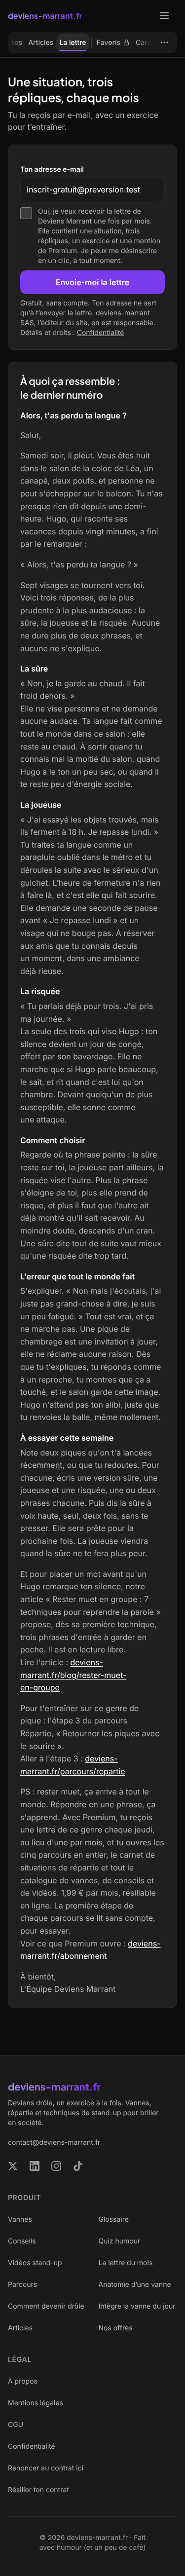 deviens-marrant.fr
Articles
La lettre
Favoris
Une situation, trois
répliques, chaque mois
Tu la reçois par e-mail, avec un exercice
pour t'entraîner.
Ton adresse e-mail
inscrit-gratuit@preversion.test
Oui, je veux recevoir la lettre de
Deviens Marrant une fois par mois.
Elle contient une situation, trois
répliques, un exercice et une mention
de Premium. Je peux me désinscrire
en un clic, à tout moment.
Envoie-moi la lettre
Gratuit, sans compte. Ton adresse ne sert
qu'à t'envoyer la lettre. deviens-marrant
SAS, l'éditeur du site, en est responsable.
Détails et droits : Confidentialité
À quoi ça ressemble :
le dernier numéro
Alors, t'as perdu ta langue ?
Salut,
Samedi soir, il pleut. Vous êtes huit
dans le salon de la coloc de Léa, un
canapé, deux poufs, et personne ne
peut s'échapper sur le balcon. Tu n'as
presque rien dit depuis une demi-
heure. Hugo, qui raconte ses
vacances depuis vingt minutes, a fini
par le remarquer :
« Alors, t'as perdu ta langue ? »
Sept visages se tournent vers toi.
Voici trois réponses, de la plus
prudente à la plus audacieuse : la
sûre, la joueuse et la risquée. Aucune
ne demande du plus drôle que les autres, et
aucune ne s'explique.
La sûre
« Non, je la garde au chaud. Il fait
froid dehors. »
Elle ne vise personne et ne demande
aucune audace. Ta langue fait comme
tout le monde dans ce salon : elle
reste au chaud. À sortir quand tu
connais mal la moitié du salon, quand
Hugo a le ton un peu sec, ou quand il
te reste peu d'énergie sociale.
La joueuse
« J'ai essayé les objets trouvés, mais
ils ferment à 18 h. Je repasse lundi. »
Tu traites ta langue comme un
parapluie oublié dans le métro et tu
déroules la suite avec le sérieux d'un
guichet. L'heure de fermeture n'a rien
à faire là, et c'est elle qui fait sourire.
Elle demande une seconde de pause
avant « Je repasse lundi » et un
visage qui ne bouge pas. À réserver
aux amis que tu connais depuis
un moment, dans une ambiance
déjà rieuse.
La risquée
« Tu parlais déjà pour trois. J'ai pris
ma journée. »
La seule des trois qui vise Hugo : ton
silence devient un jour de congé,
offert par son bavardage. Elle ne
marche que si Hugo parle beaucoup,
le sait, et rit quand c'est lui qu'on
chambre. Devant quelqu'un de plus
susceptible, elle sonne comme
une attaque.
Comment choisir
Regarde où ta phrase pointe : la sûre
reste sur toi, la joueuse part ailleurs, la
risquée vise l'autre. Plus la phrase
s'éloigne de toi, plus elle prend de
risque, et plus il faut que l'autre ait
déjà montré qu'il sait recevoir. Au
moindre doute, descends d'un cran.
Une sûre dite tout de suite vaut mieux
qu'une risquée dite trop tard.
L'erreur que tout le monde fait
S'expliquer. « Non mais j'écoutais, j'ai
juste pas grand-chose à dire, je suis
un peu fatigué. » Tout est vrai, et ça
ne marche pas. Une pique de
chambrage est une invitation à jouer,
elle ne réclame aucune raison. Dès
que tu t'expliques, tu réponds comme
à un reproche, tu montres que ça a
touché, et le salon garde cette image.
Hugo n'attend pas ton alibi, juste que
tu renvoies la balle, même mollement.
À essayer cette semaine
Note deux piques qu'on t'a lancées
récemment, ou que tu redoutes. Pour
chacune, écris une version sûre, une
joueuse et une risquée, une ou deux
phrases chacune. Puis dis la sûre à
voix haute, seul, deux fois, sans te
presser. Elle sera prête pour la
prochaine fois. La joueuse viendra
quand la sûre ne te fera plus peur.
Et pour placer un mot avant qu'un
Hugo remarque ton silence, notre
article « Rester muet en groupe : 7
techniques pour reprendre la parole »
propose, dès sa première technique,
trois phrases d'entrée à garder en
poche. Il est en lecture libre.
Lire l'article : deviens-
marrant.fr/blog/rester-muet-
en-groupe
Pour t'entraîner sur ce genre de
pique : l'étape 3 du parcours
Répartie, « Retourner les piques avec
le sourire ».
Aller à l'étape 3 : deviens-
marrant.fr/parcours/repartie
PS : rester muet, ça arrive à tout le
monde. Répondre en une phrase, ça
s'apprend. Avec Premium, tu reçois
une lettre de ce genre chaque jeudi,
au lieu d'une par mois, et tu ouvres les
cinq parcours en entier, le carnet de
situations de répartie et tout le
catalogue de vannes, de conseils et
de vidéos. 1,99 € par mois, résiliable
en ligne. La première étape de
chaque parcours se lit sans compte,
pour essayer.
Voir ce que Premium ouvre : deviens-
marrant.fr/abonnement
À bientôt,
L'Équipe Deviens Marrant
deviens-marrant.fr
Deviens drôle, un exercice à la fois. Vannes,
répartie et techniques de stand-up pour briller
en société.
contact@deviens-marrant.fr
PRODUIT
Vannes
Glossaire
Conseils
Quiz humour
Vidéos stand-up
La lettre du mois
Parcours
Anatomie d'une vanne
Comment devenir drôle
Intègre la vanne du jour
Articles
Nos offres
LÉGAL
À propos
Mentions légales
CGU
Confidentialité
Renoncer au contrat ici
Résilier ton contrat
© 2026 deviens-marrant.fr · Fait
avec humour (et un peu de café)